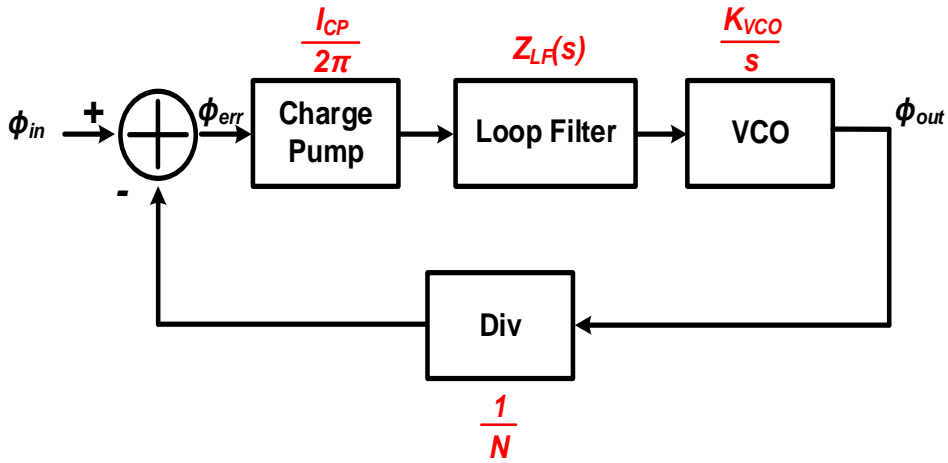 I_CP
2π
Z_LF(s)
K_VCO
s
ϕ_in
+
ϕ_err
Charge
Pump
Loop Filter
VCO
ϕ_out
-
Div
1
N